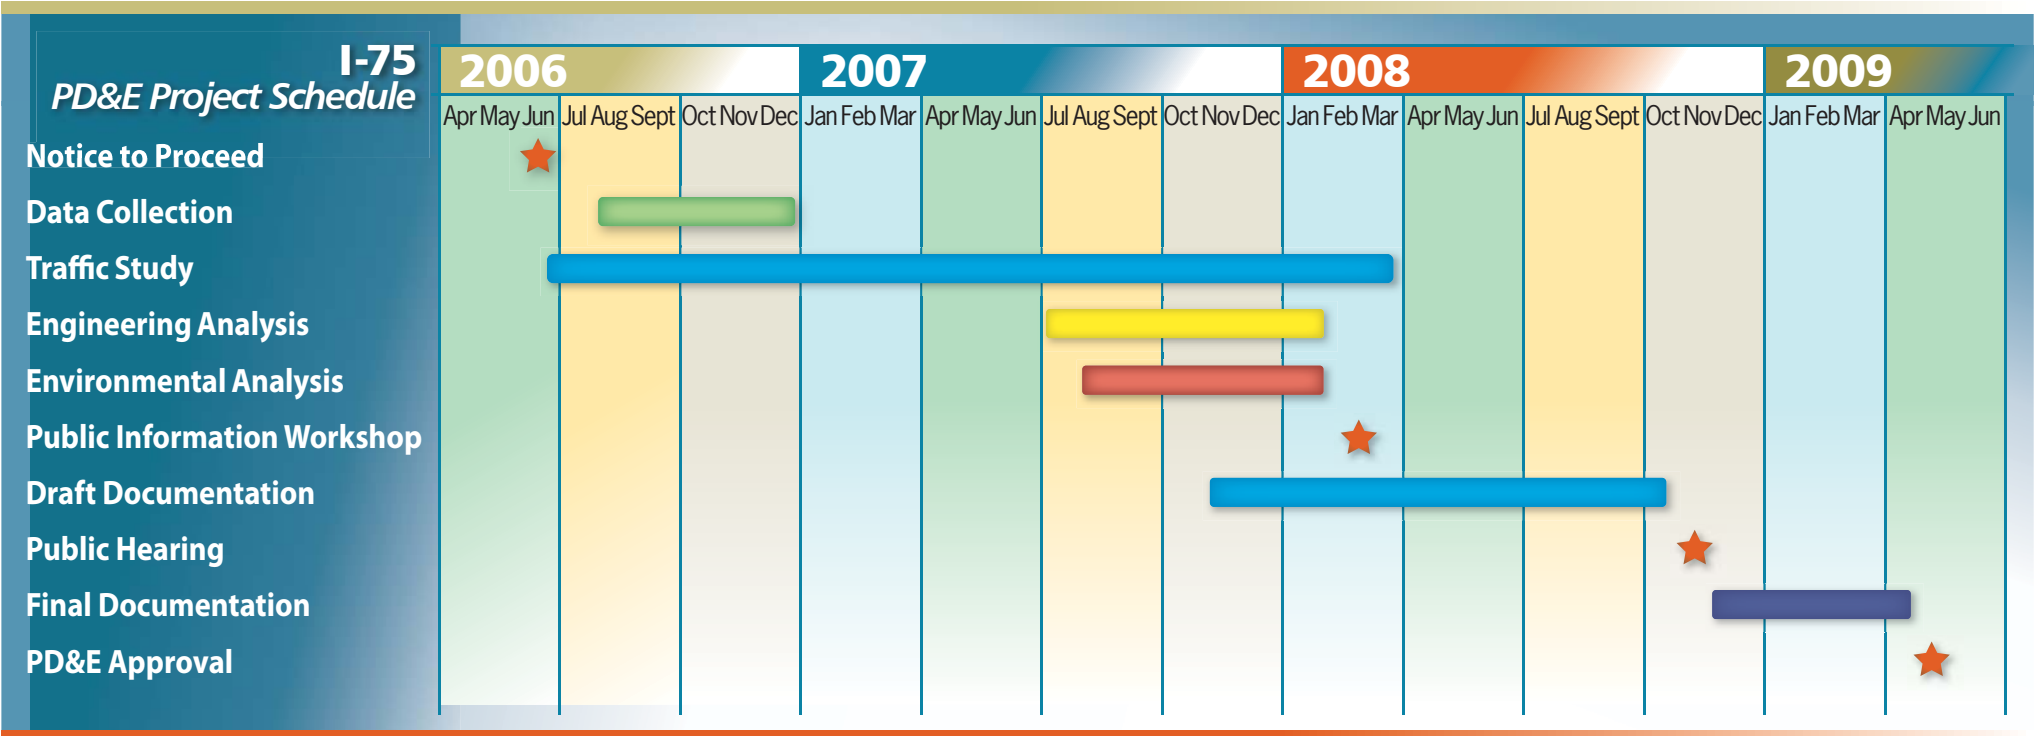 I-75
PD&E Project Schedule
2006 2007 2008 2009
Apr May Jun Jul Aug Sept Oct Nov Dec Jan Feb Mar Apr May Jun Jul Aug Sept Oct Nov Dec Jan Feb Mar Apr May Jun Jul Aug Sept Oct Nov Dec Jan Feb Mar Apr May Jun
Notice to Proceed
Data Collection
Traffic Study
Engineering Analysis
Environmental Analysis
Public Information Workshop
Draft Documentation
Public Hearing
Final Documentation
PD&E Approval